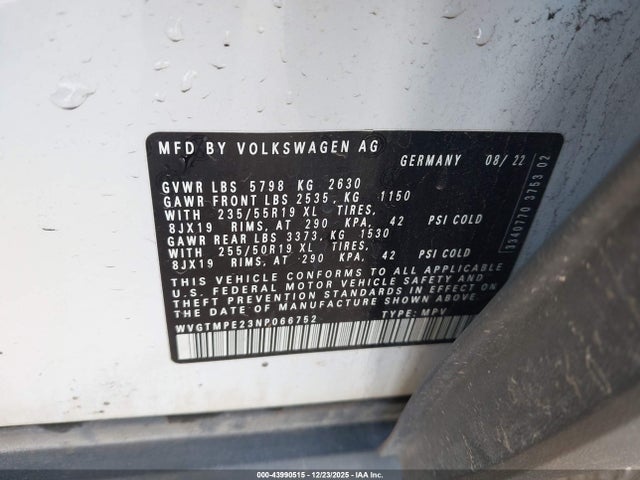 MFD BY VOLKSWAGEN AG
GERMANY 08/22
GVWR LBS 5798 KG 2630
GAWR FRONT LBS 2535, KG 1150
WITH 235/55R19 XL TIRES,
8JX19 RIMS, AT 290 KPA, 42 PSI COLD
GAWR REAR LBS 3373, KG 1530
WITH 255/50R19 XL TIRES,
8JX19 RIMS, AT 290 KPA, 42 PSI COLD
THIS VEHICLE CONFORMS TO ALL APPLICABLE
U.S. FEDERAL MOTOR VEHICLE SAFETY AND
THEFT PREVENTION STANDARDS IN EFFECT ON
THE DATE OF MANUFACTURE SHOWN ABOVE.
WVGTMPE23NP066752 TYPE: MPV
3340770 3753 02
000-43990515 - 12/23/2025 - IAA Inc.